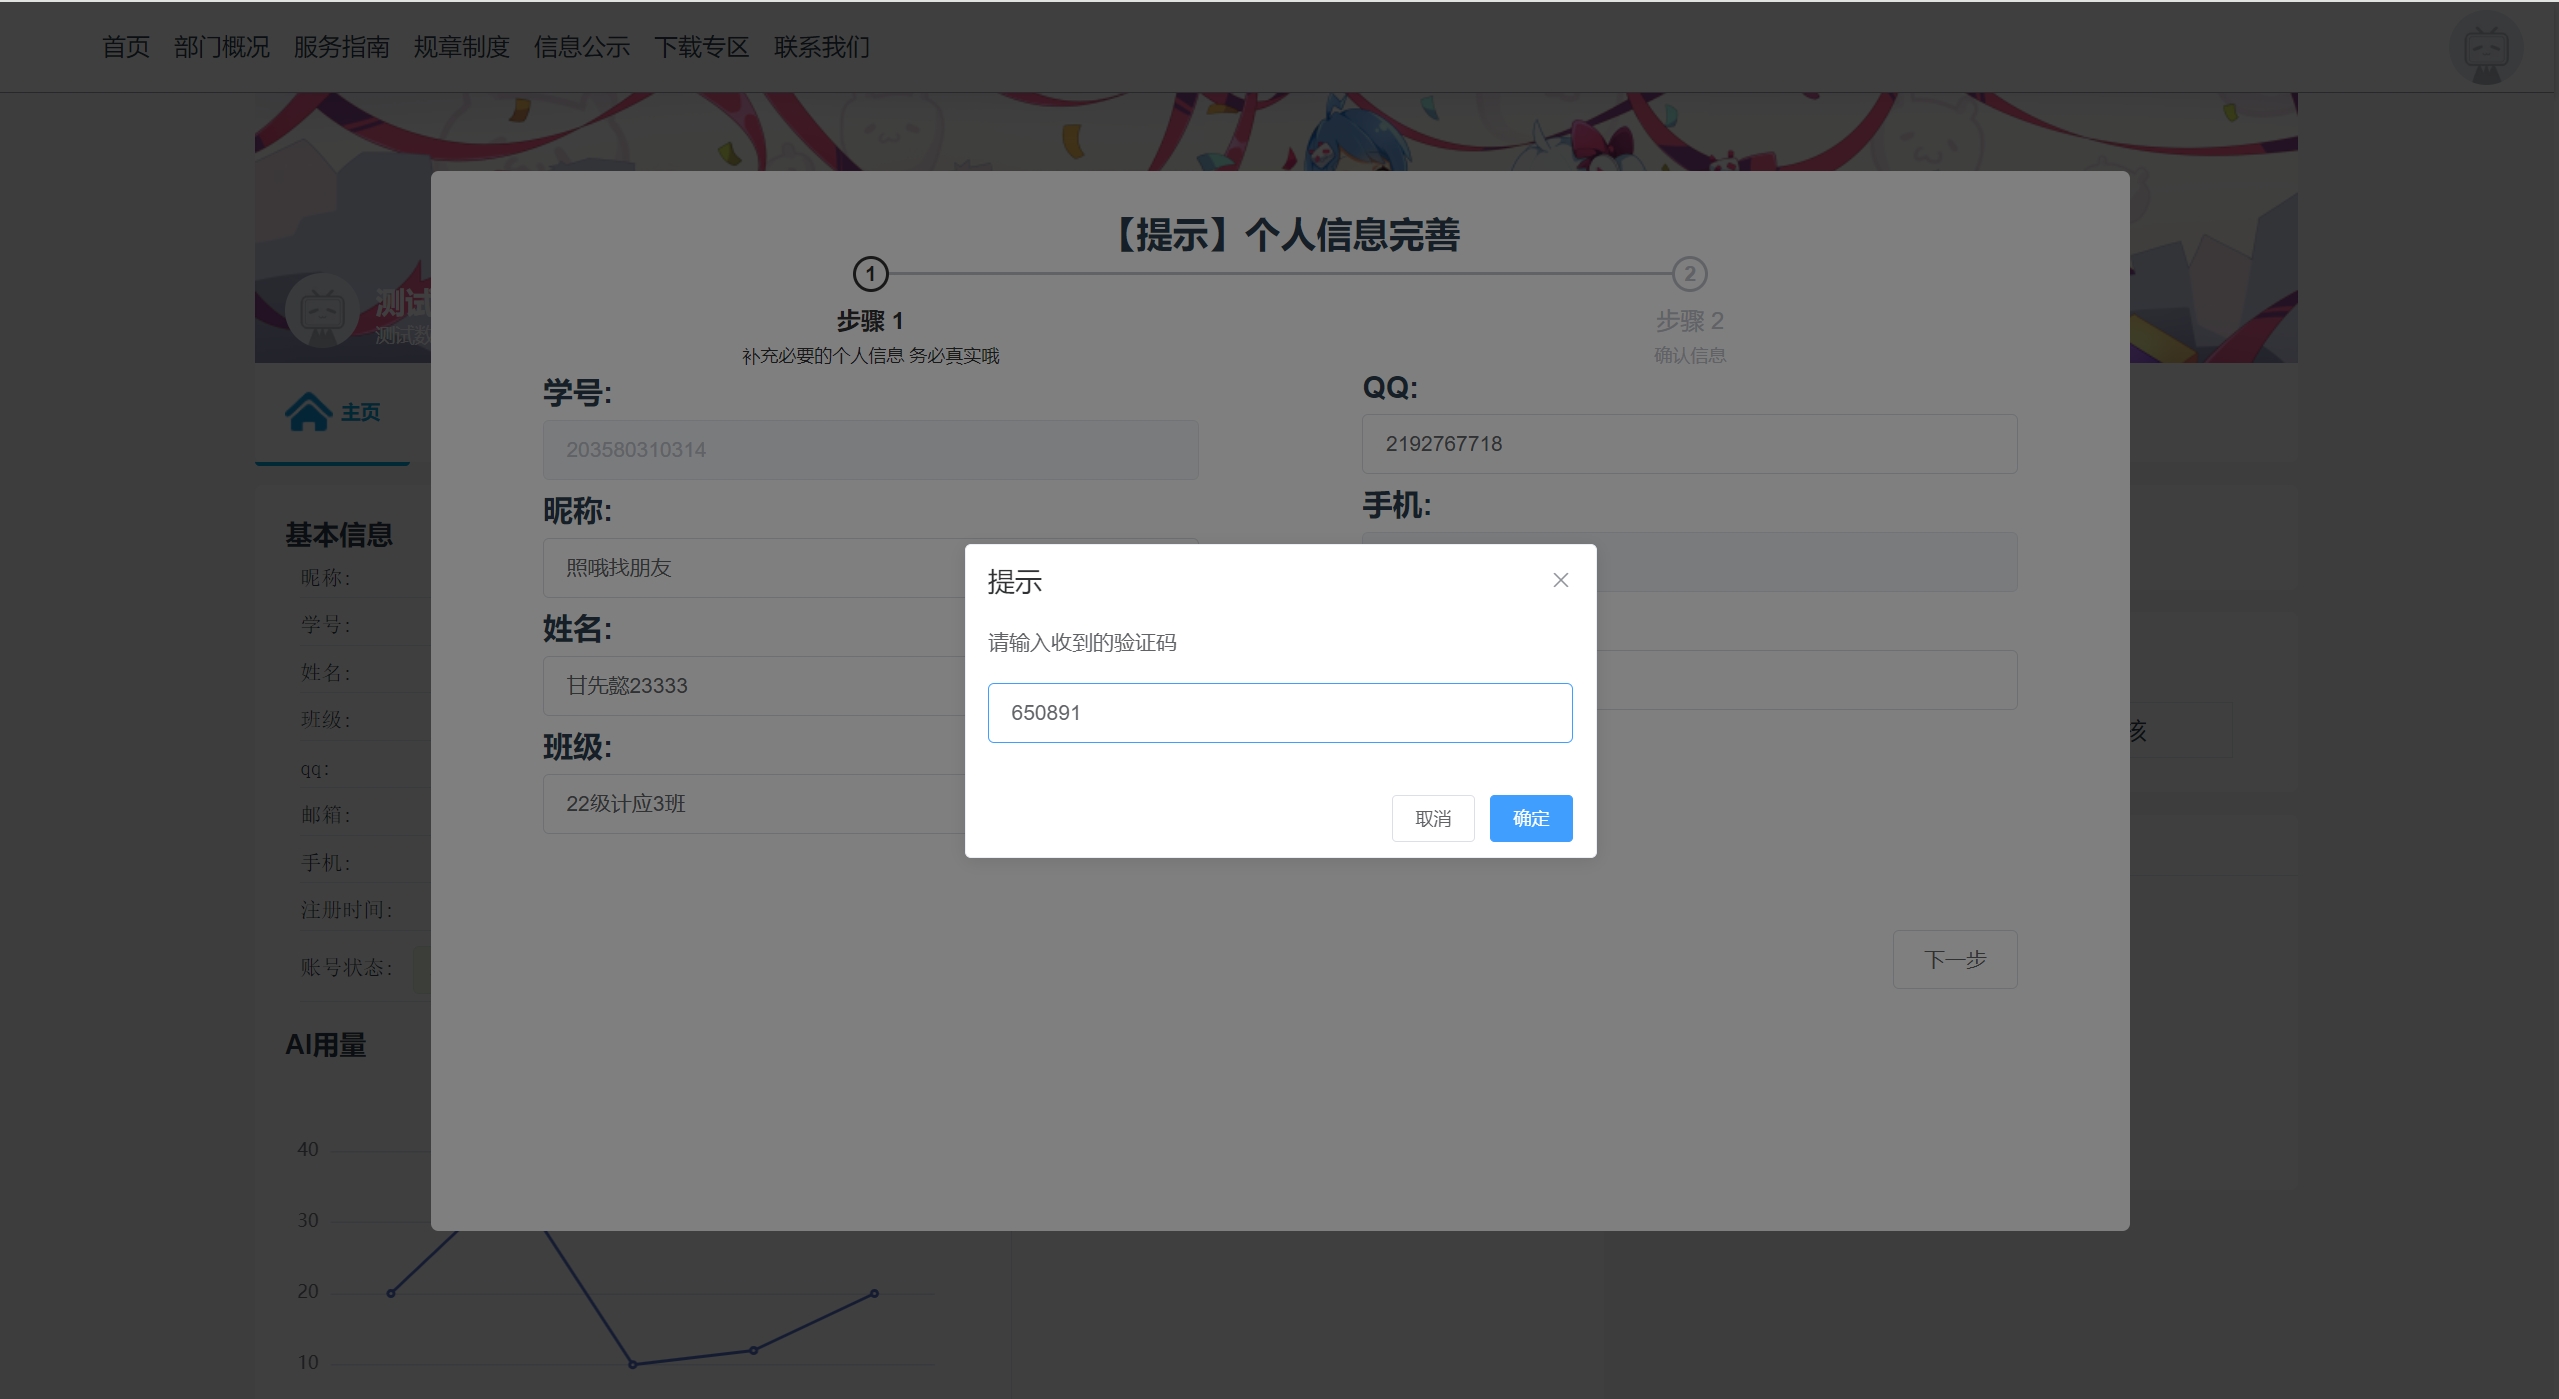 首页 部门概况 服务指南 规章制度 信息公示 下载专区 联系我们
【提示】个人信息完善
1
2
步骤 1
步骤 2
补充必要的个人信息 务必真实哦
确认信息
测试
测试数
主页
学号:
203580310314
QQ:
2192767718
昵称:
照哦找朋友
手机:
姓名:
甘先懿23333
班级:
22级计应3班
提示
请输入收到的验证码
650891
取消
确定
下一步
核
基本信息
昵称:
学号:
姓名:
班级:
qq:
邮箱:
手机:
注册时间:
账号状态:
AI用量
40
30
20
10